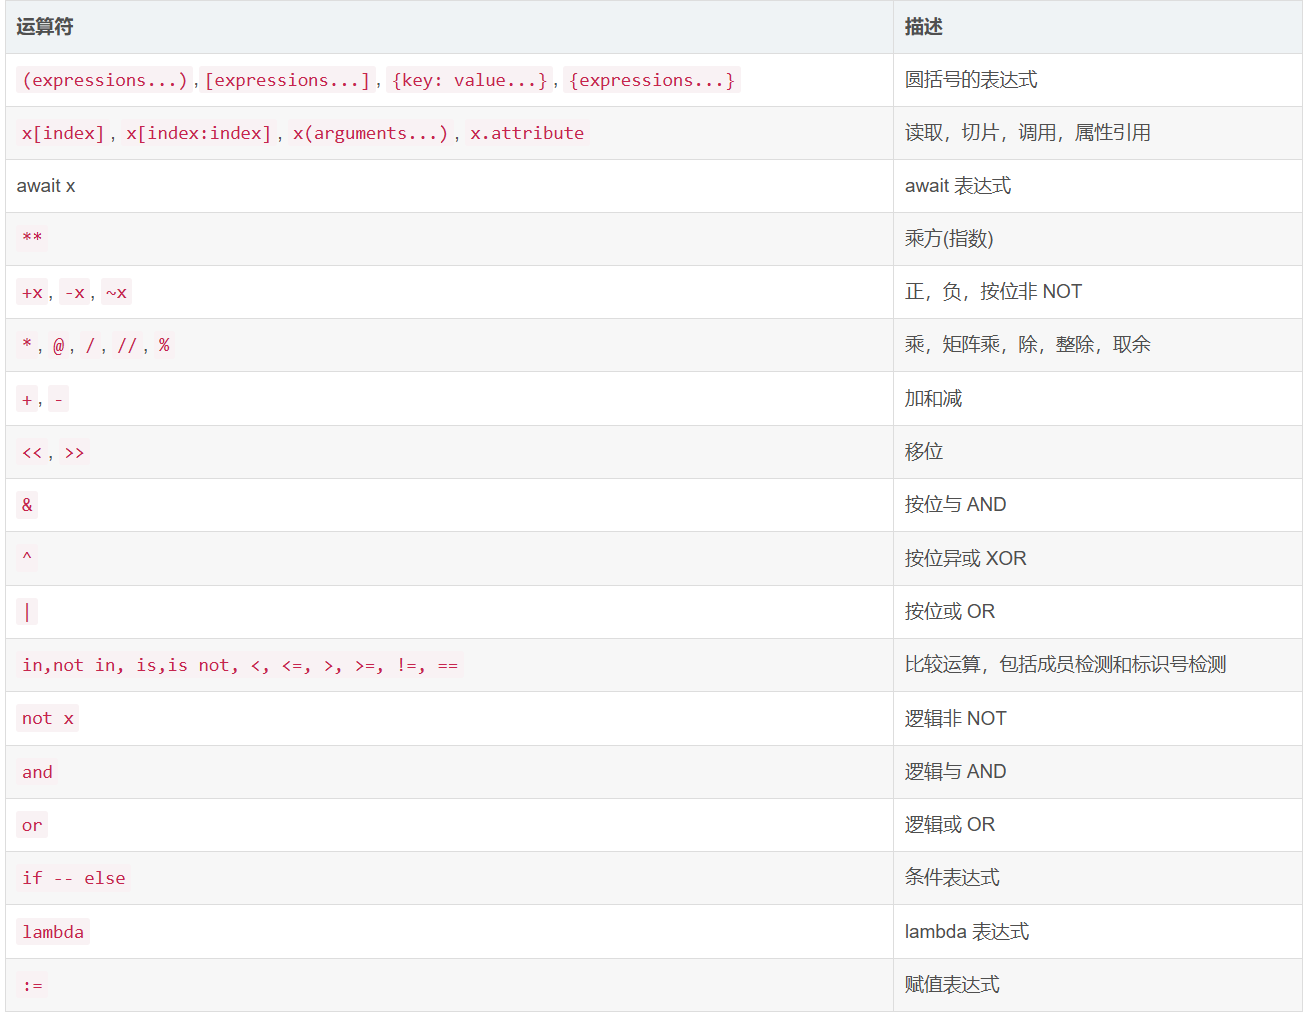 运算符 描述
(expressions...) , [expressions...] , {key: value...} , {expressions...} 圆括号的表达式
x[index] , x[index:index] , x(arguments...) , x.attribute 读取，切片，调用，属性引用
await x await 表达式
** 乘方(指数)
+x , -x , ~x 正，负，按位非 NOT
* , @ , / , // , % 乘，矩阵乘，除，整除，取余
+ , - 加和减
<< , >> 移位
& 按位与 AND
^ 按位异或 XOR
| 按位或 OR
in,not in, is,is not, <, <=, >, >=, !=, == 比较运算，包括成员检测和标识号检测
not x 逻辑非 NOT
and 逻辑与 AND
or 逻辑或 OR
if -- else 条件表达式
lambda lambda 表达式
:= 赋值表达式